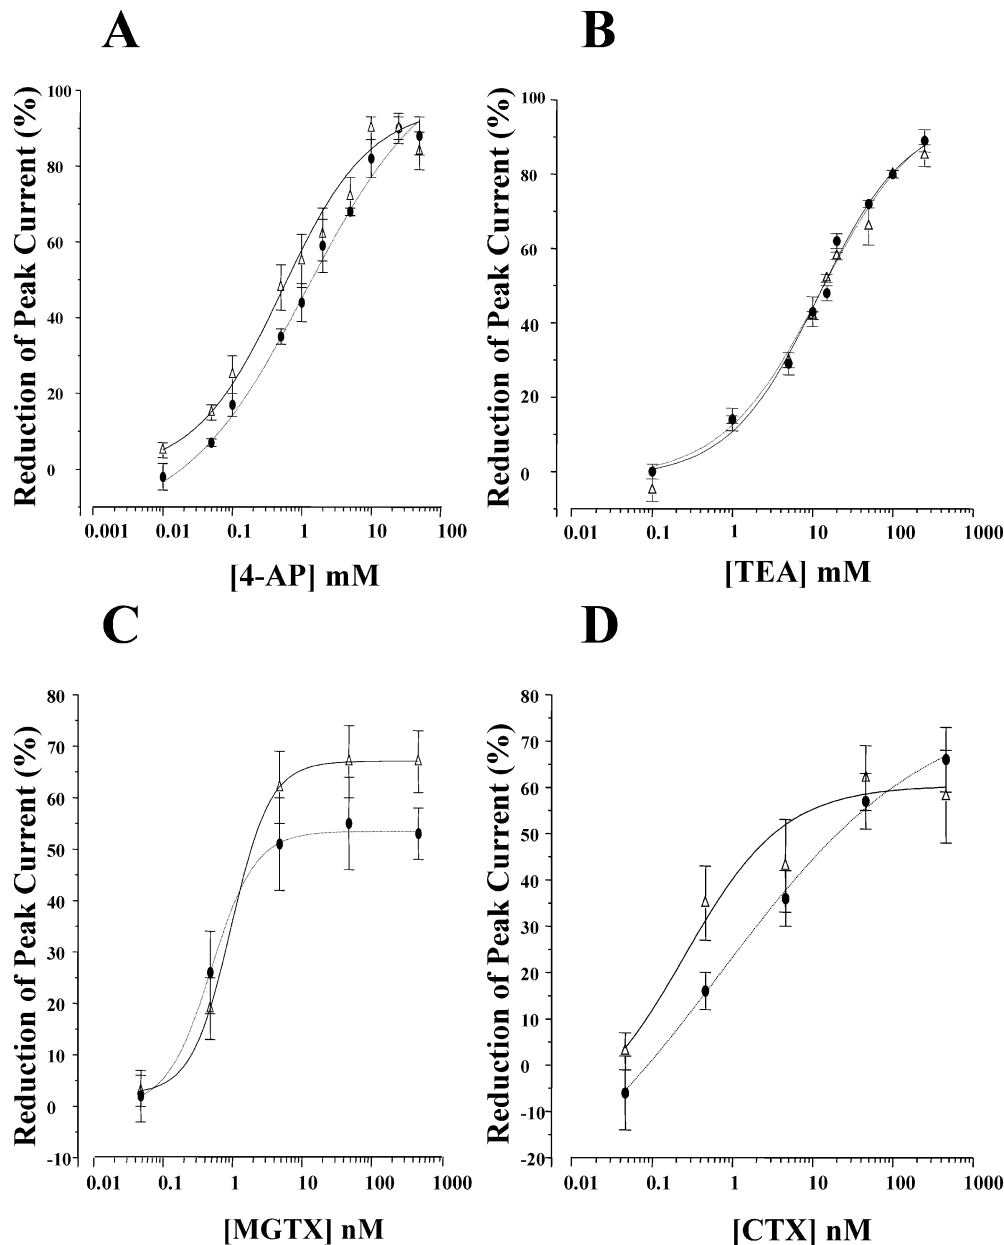 A
B
Reduction of Peak Current (%)
100
80
60
40
20
0
0.001 0.01 0.1 1 10 100
[4-AP] mM
Reduction of Peak Current (%)
100
80
60
40
20
0
0.01 0.1 1 10 100 1000
[TEA] mM
C
D
Reduction of Peak Current (%)
80
70
60
50
40
30
20
10
0
-10
0.01 0.1 1 10 100 1000
[MGTX] nM
Reduction of Peak Current (%)
80
70
60
50
40
30
20
10
0
-10
-20
0.01 0.1 1 10 100 1000
[CTX] nM